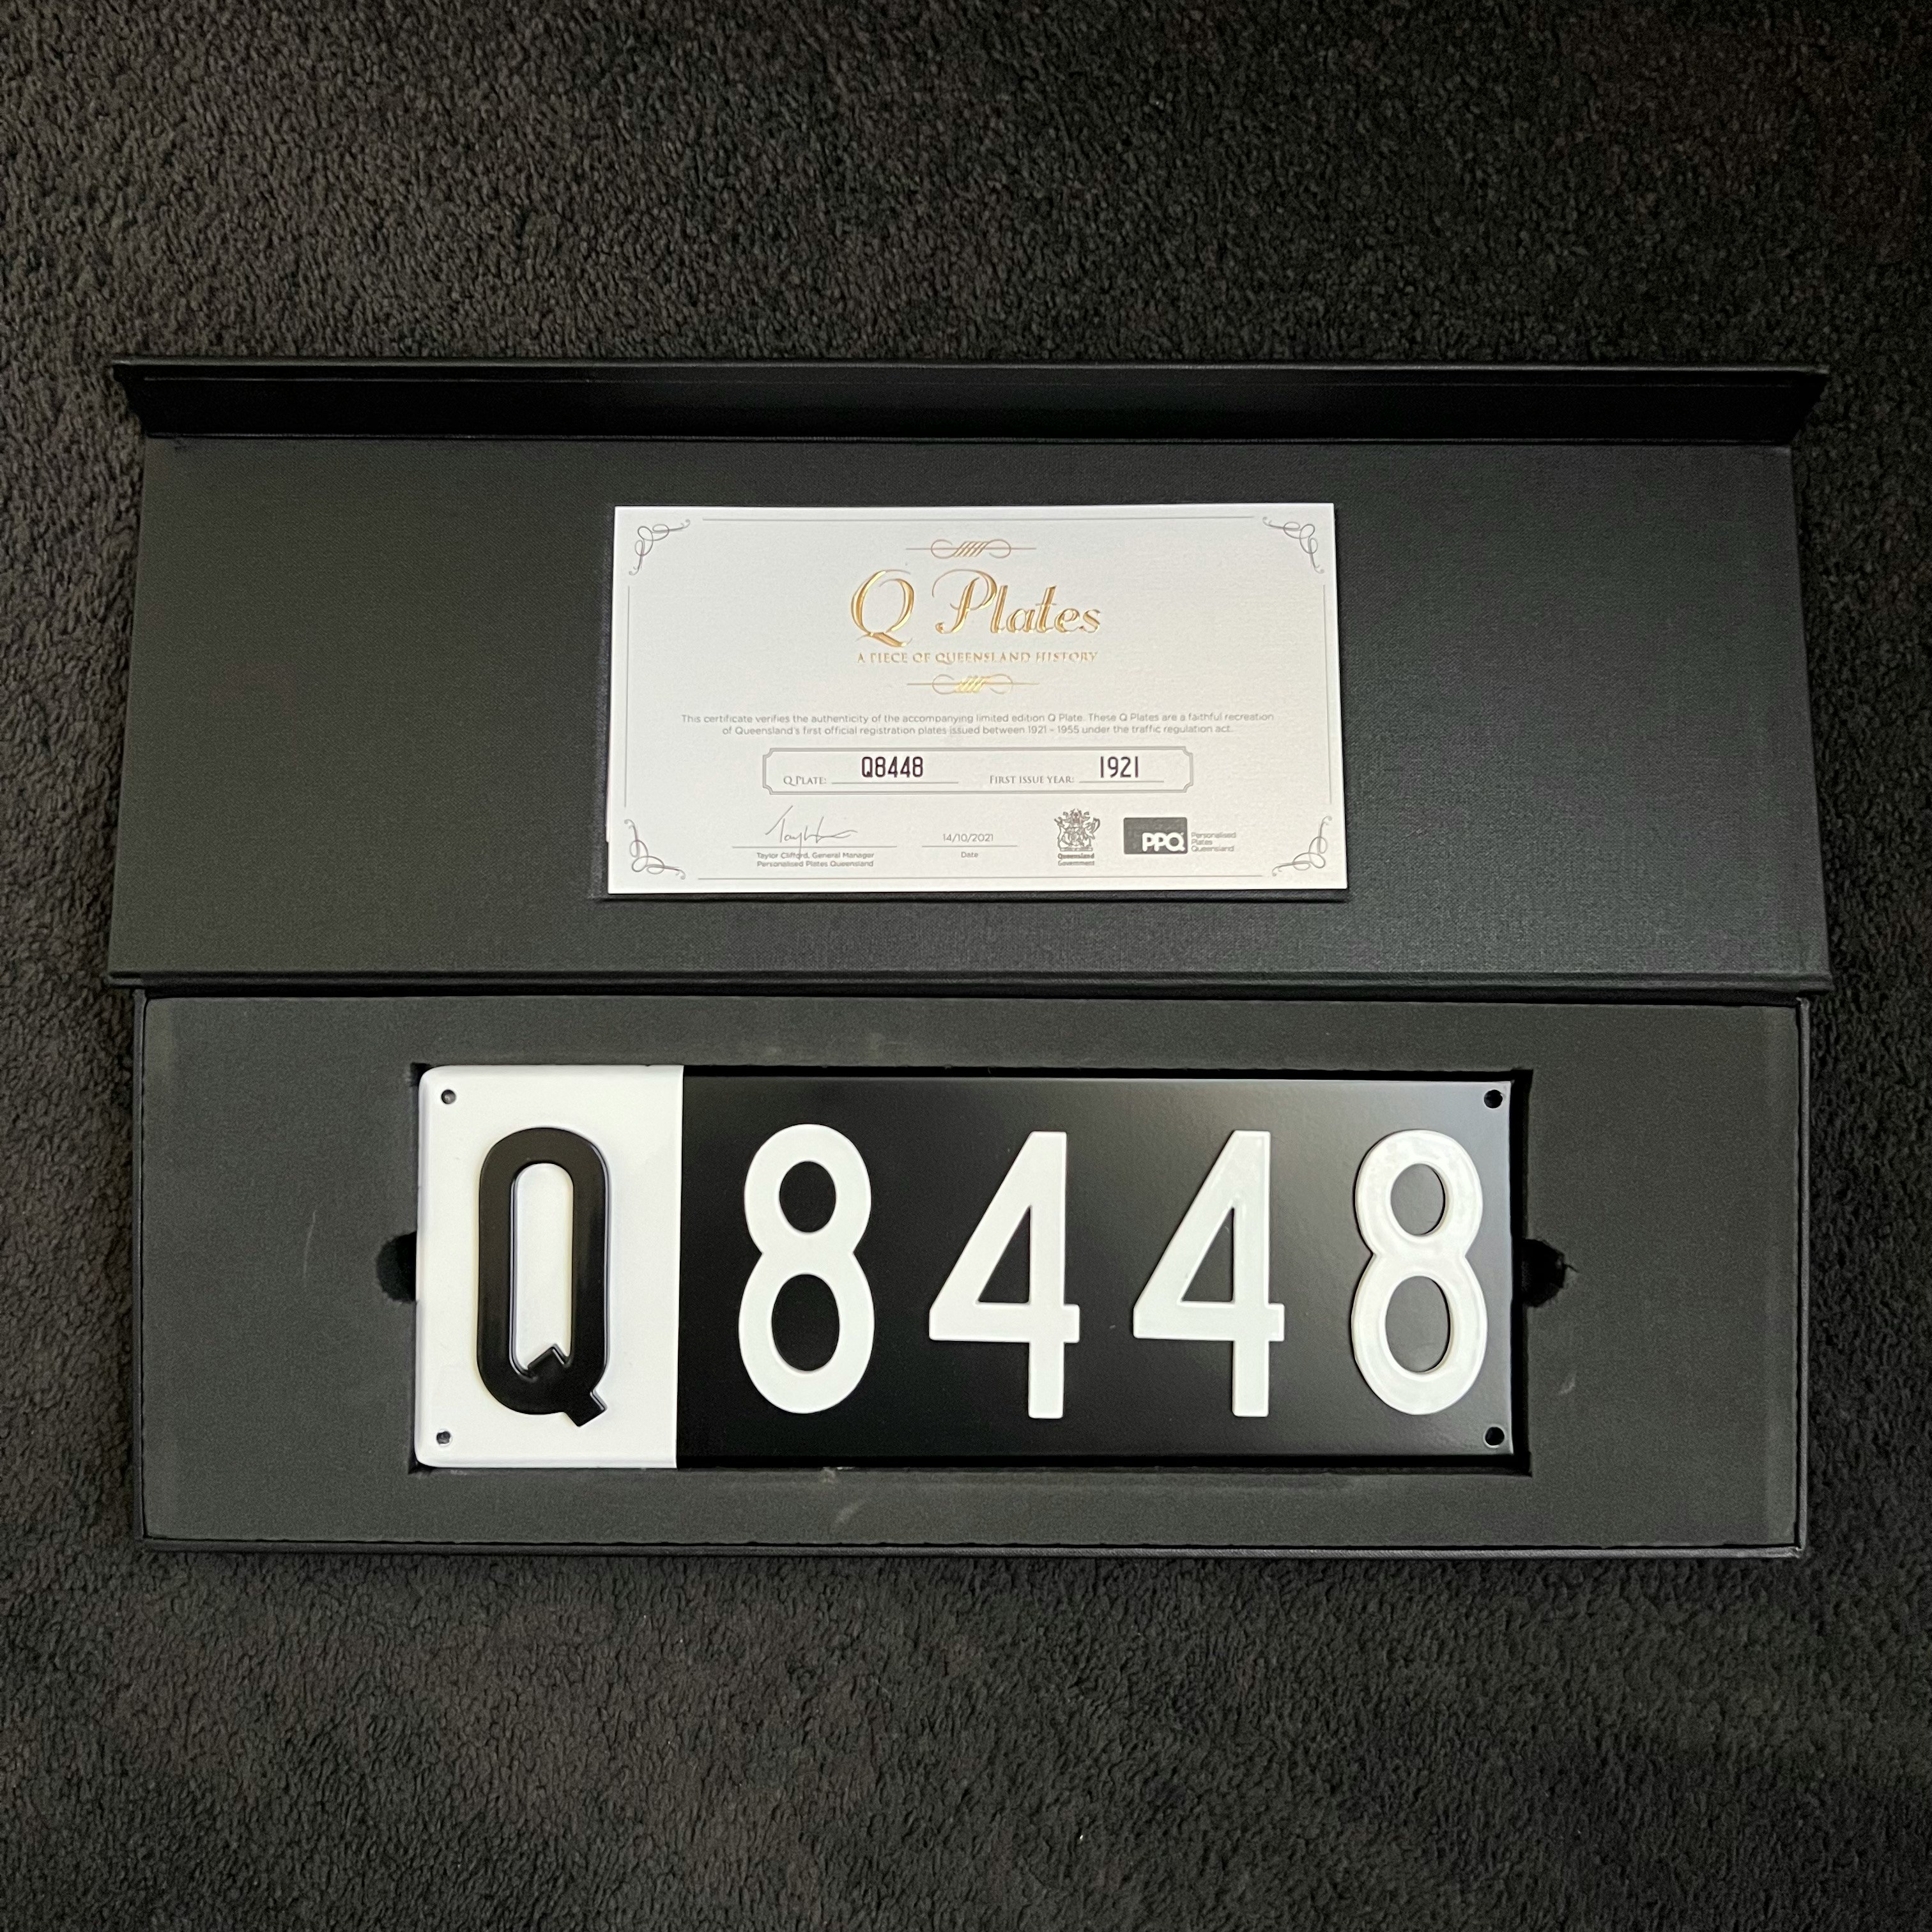 Q Plates
A PIECE OF QUEENSLAND HISTORY
This certificate verifies the authenticity of the accompanying limited edition Q Plate. These Q Plates are a faithful recreation
of Queensland's first official registration plates issued between 1921 - 1955 under the traffic regulation act.
Q PLATE: Q8448 FIRST ISSUE YEAR: 1921
14/10/2021
Taylor Clifford, General Manager
Personalised Plates Queensland
Date
Queensland
Government
PPQ
Personalised
Plates
Queensland
Q8448